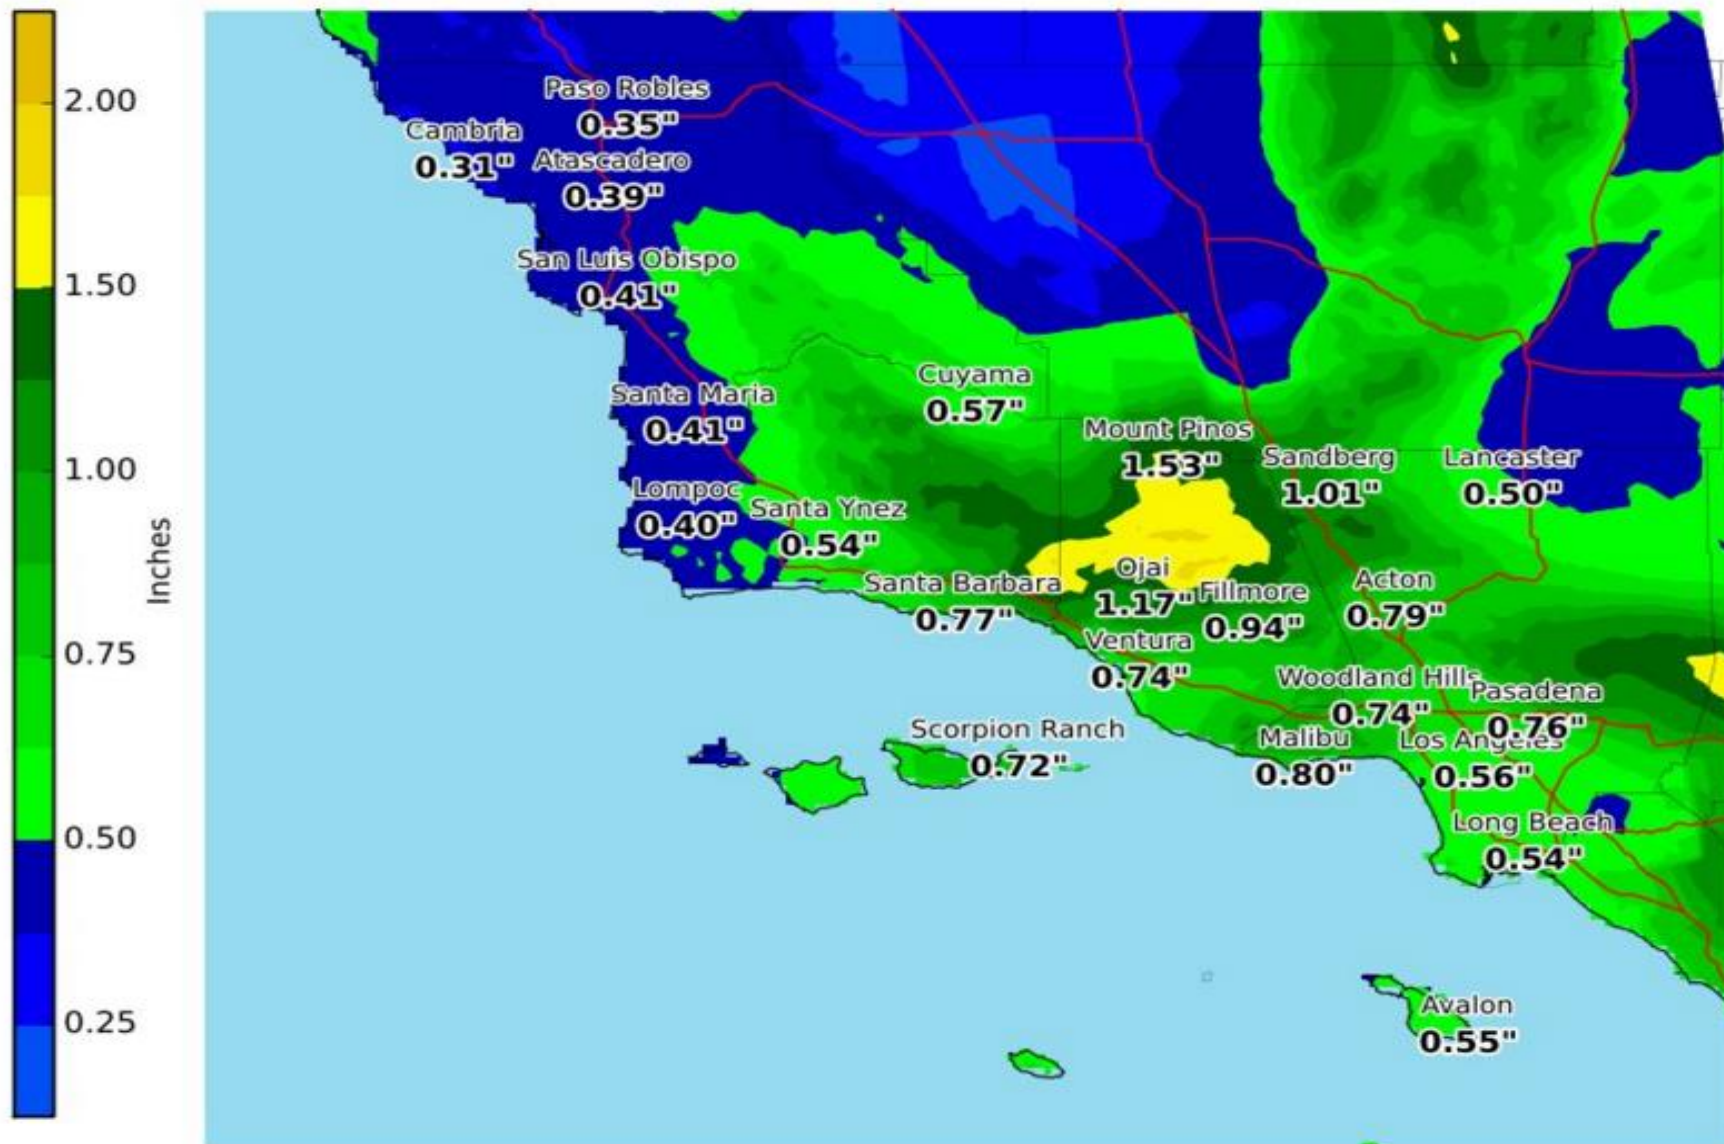 2.00
1.50
1.00
0.75
0.50
0.25
Inches
Paso Robles
0.35"
Cambria
0.31"
Atascadero
0.39"
San Luis Obispo
0.41"
Cuyama
0.57"
Santa Maria
0.41"
Mount Pinos
1.53"
Sandberg
1.01"
Lancaster
0.50"
Lompoc
0.40"
Santa Ynez
0.54"
Ojai
1.17"
Santa Barbara
0.77"
Fillmore
0.94"
Acton
0.79"
Ventura
0.74"
Woodland Hills
0.74"
Pasadena
0.76"
Scorpion Ranch
0.72"
Malibu
0.80"
Los Angeles
0.56"
Long Beach
0.54"
Avalon
0.55"